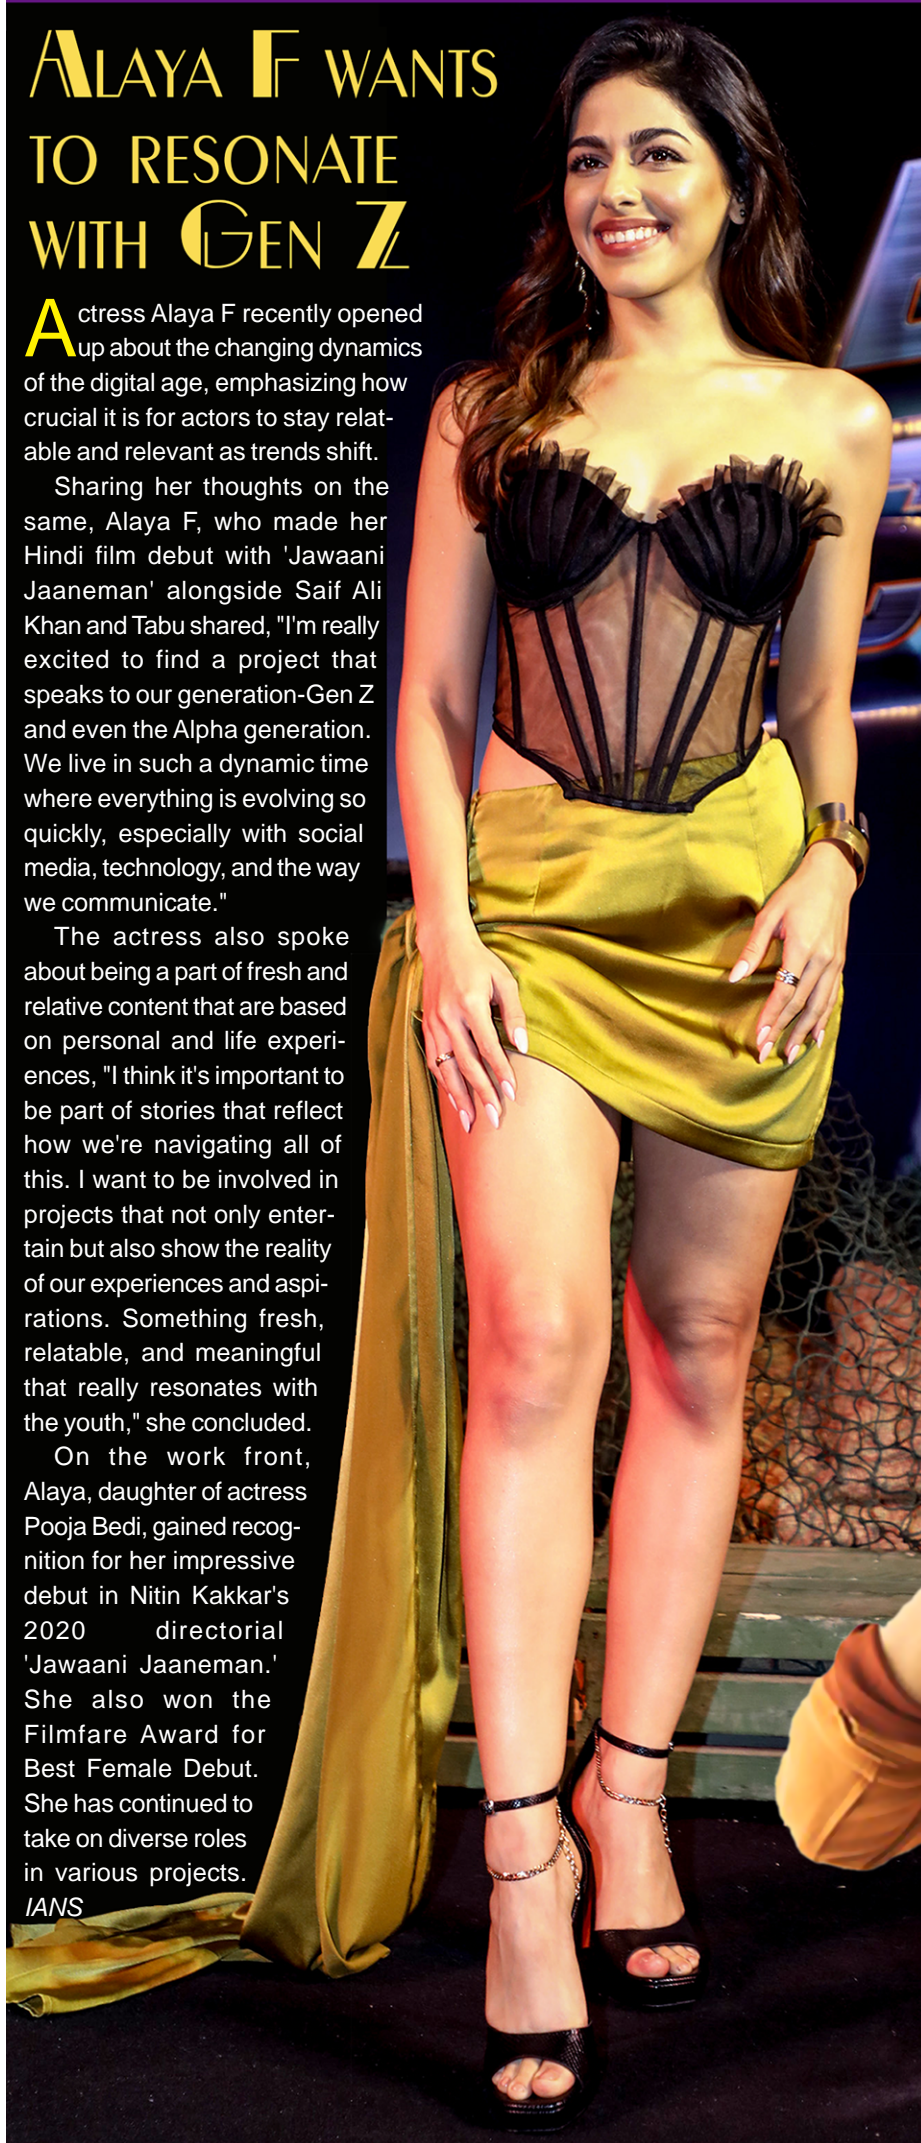 ALAYA F WANTS
TO RESONATE
WITH GEN Z
Actress Alaya F recently opened
up about the changing dynamics
of the digital age, emphasizing how
crucial it is for actors to stay relat-
able and relevant as trends shift.
Sharing her thoughts on the
same, Alaya F, who made her
Hindi film debut with 'Jawaani
Jaaneman' alongside Saif Ali
Khan and Tabu shared, "I'm really
excited to find a project that
speaks to our generation-Gen Z
and even the Alpha generation.
We live in such a dynamic time
where everything is evolving so
quickly, especially with social
media, technology, and the way
we communicate."
The actress also spoke
about being a part of fresh and
relative content that are based
on personal and life experi-
ences, "I think it's important to
be part of stories that reflect
how we're navigating all of
this. I want to be involved in
projects that not only enter-
tain but also show the reality
of our experiences and aspi-
rations. Something fresh,
relatable, and meaningful
that really resonates with
the youth," she concluded.
On the work front,
Alaya, daughter of actress
Pooja Bedi, gained recog-
nition for her impressive
debut in Nitin Kakkar's
2020 directorial
'Jawaani Jaaneman.'
She also won the
Filmfare Award for
Best Female Debut.
She has continued to
take on diverse roles
in various projects.
IANS